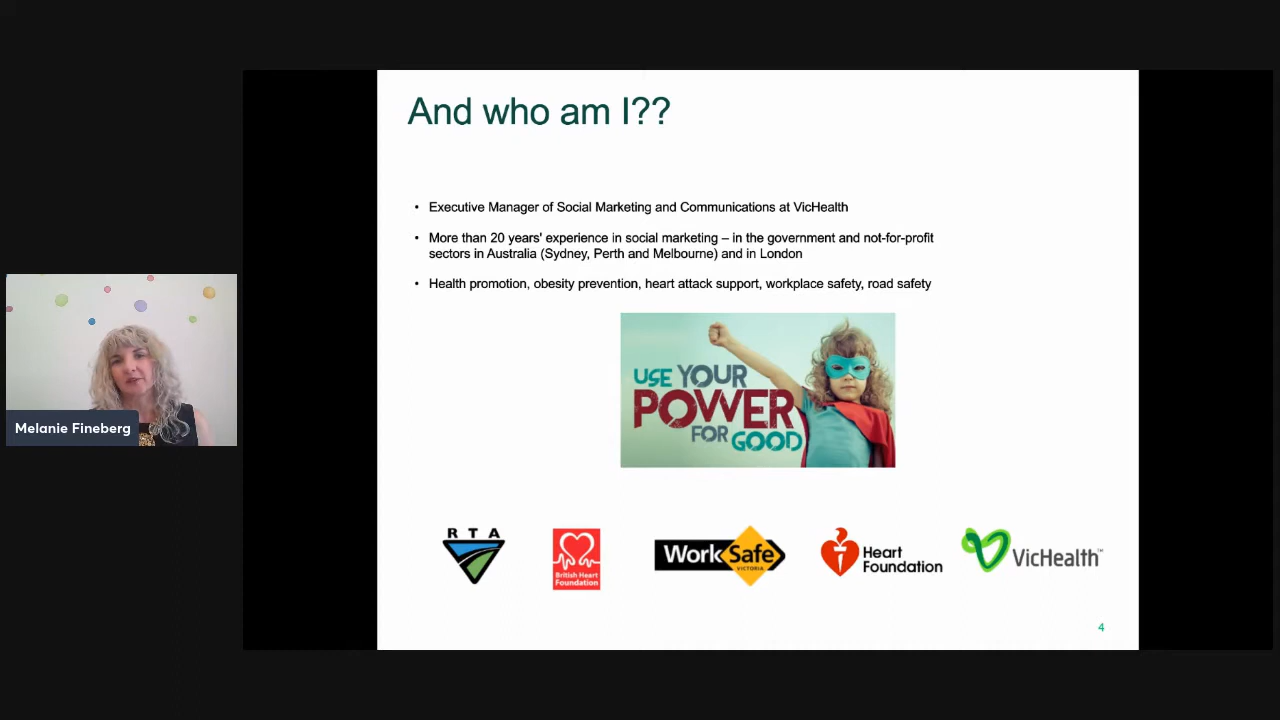 And who am I??
• Executive Manager of Social Marketing and Communications at VicHealth
• More than 20 years' experience in social marketing – in the government and not-for-profit
sectors in Australia (Sydney, Perth and Melbourne) and in London
• Health promotion, obesity prevention, heart attack support, workplace safety, road safety
USE YOUR
POWER
FOR GOOD
Melanie Fineberg
RTA
British Heart
Foundation
WorkSafe
VICTORIA
Heart
Foundation
VicHealth™
4